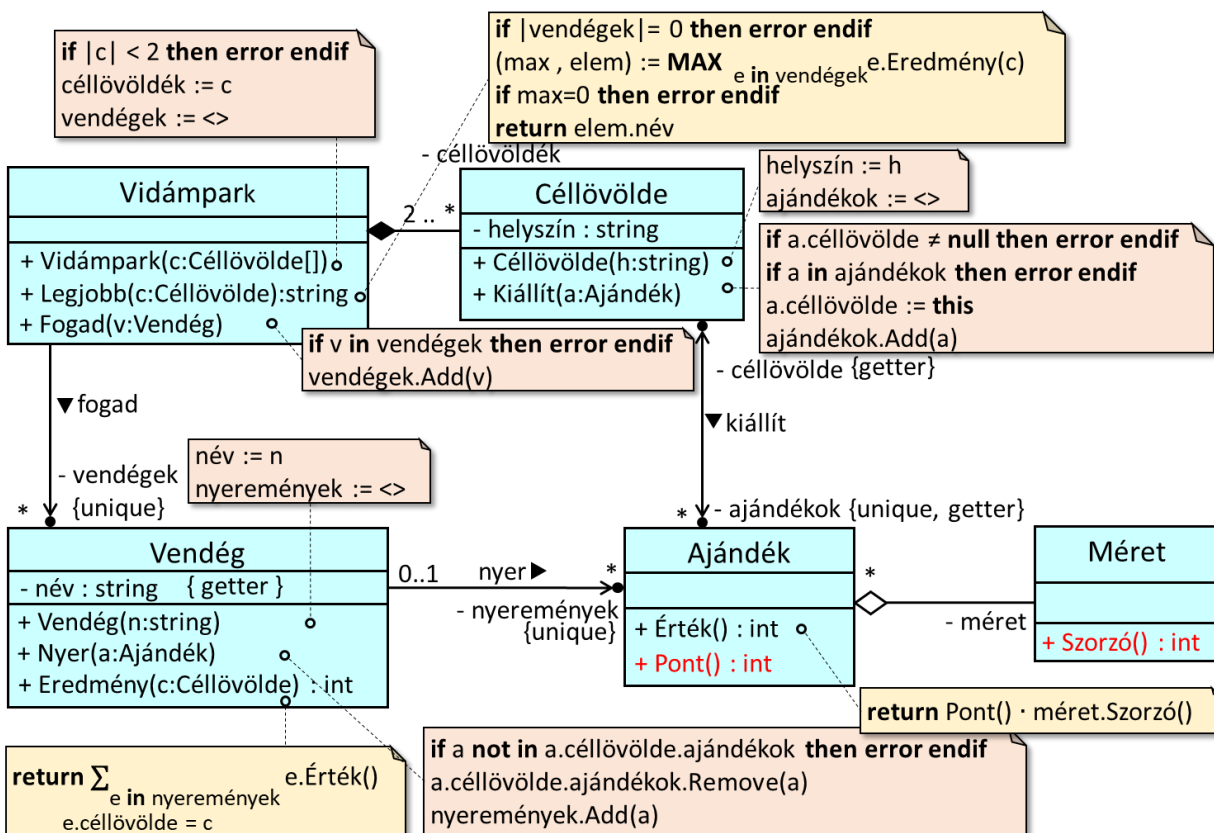 if |c| < 2 then error endif
céllövöldék := c
vendégek := <>
if |vendégek|= 0 then error endif
(max , elem) := MAX e in vendégek e.Eredmény(c)
if max=0 then error endif
return elem.név
- céllövöldék
Vidámpark
+ Vidámpark(c:Céllövölde[])
+ Legjobb(c:Céllövölde):string
+ Fogad(v:Vendég)
2 .. *
Céllövölde
- helyszín : string
+ Céllövölde(h:string)
+ Kiállít(a:Ajándék)
helyszín := h
ajándékok := <>
if a.céllövölde ≠ null then error endif
if a in ajándékok then error endif
a.céllövölde := this
ajándékok.Add(a)
if v in vendégek then error endif
vendégek.Add(v)
- céllövölde {getter}
▼ fogad
▼ kiállít
név := n
nyeremények := <>
- vendégek
{unique}
*
* - ajándékok {unique, getter}
Vendég
- név : string { getter }
+ Vendég(n:string)
+ Nyer(a:Ajándék)
+ Eredmény(c:Céllövölde) : int
0..1 nyer ▶ *
- nyeremények
{unique}
Ajándék
+ Érték() : int
+ Pont() : int
*
- méret
Méret
+ Szorzó() : int
return Pont() · méret.Szorzó()
return ∑ e in nyeremények e.Érték()
e.céllövölde = c
if a not in a.céllövölde.ajándékok then error endif
a.céllövölde.ajándékok.Remove(a)
nyeremények.Add(a)